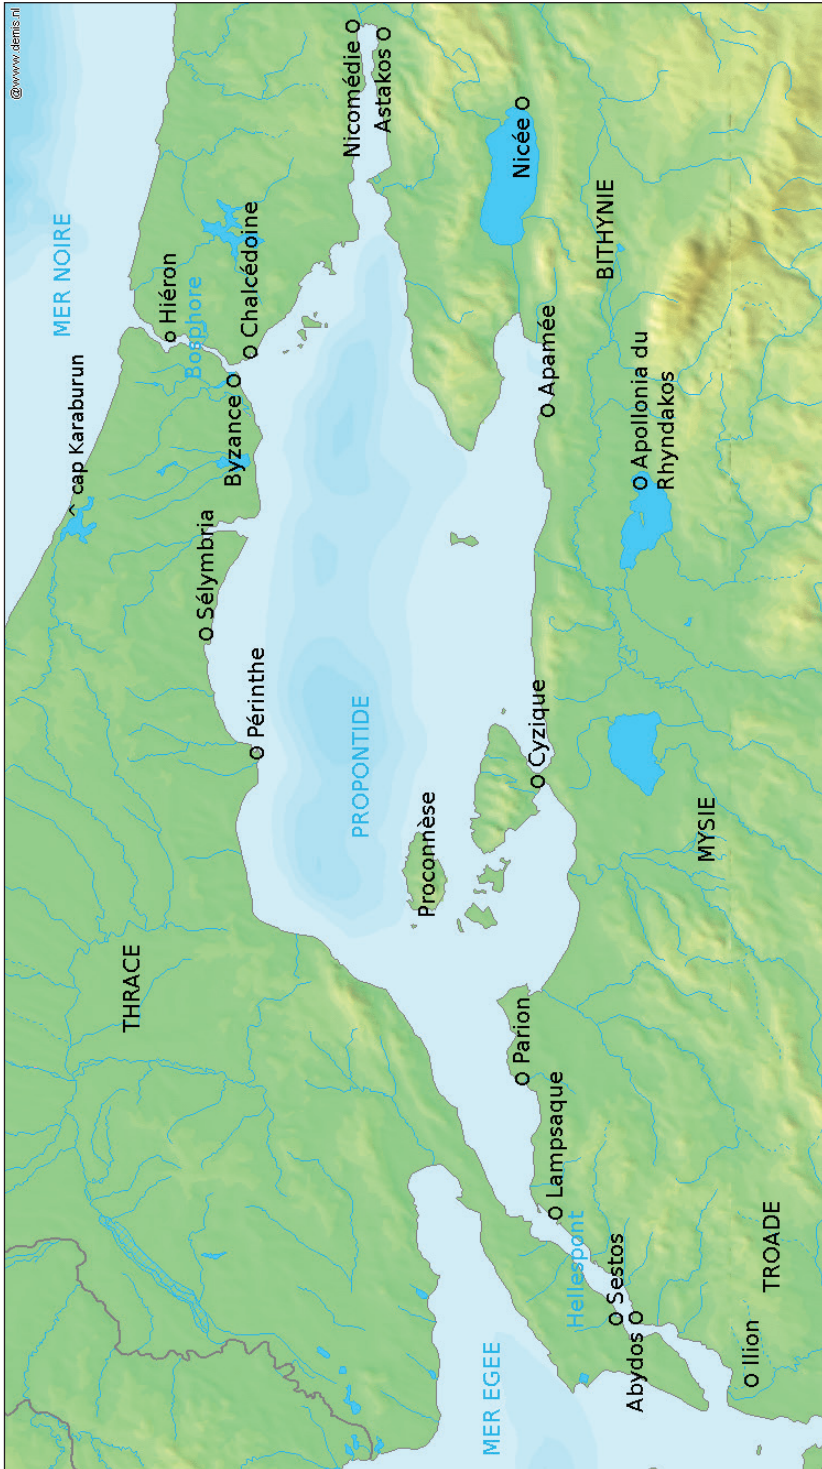 @www.demis.nl
MER NOIRE
cap Karaburun
Hiéron
Bosphore
Nicomédie
Astakos
Chalcédoine
Byzance
Sélymbria
Périnthe
THRACE
PROPONTIDE
Proconnèse
Nicée
BITHYNIE
Apamée
Apollonia du
Rhyndakos
Cyzique
MYSIE
Parion
Lampsaque
Hellespont
Sestos
Abydos
MER EGEE
TROADE
Ilion